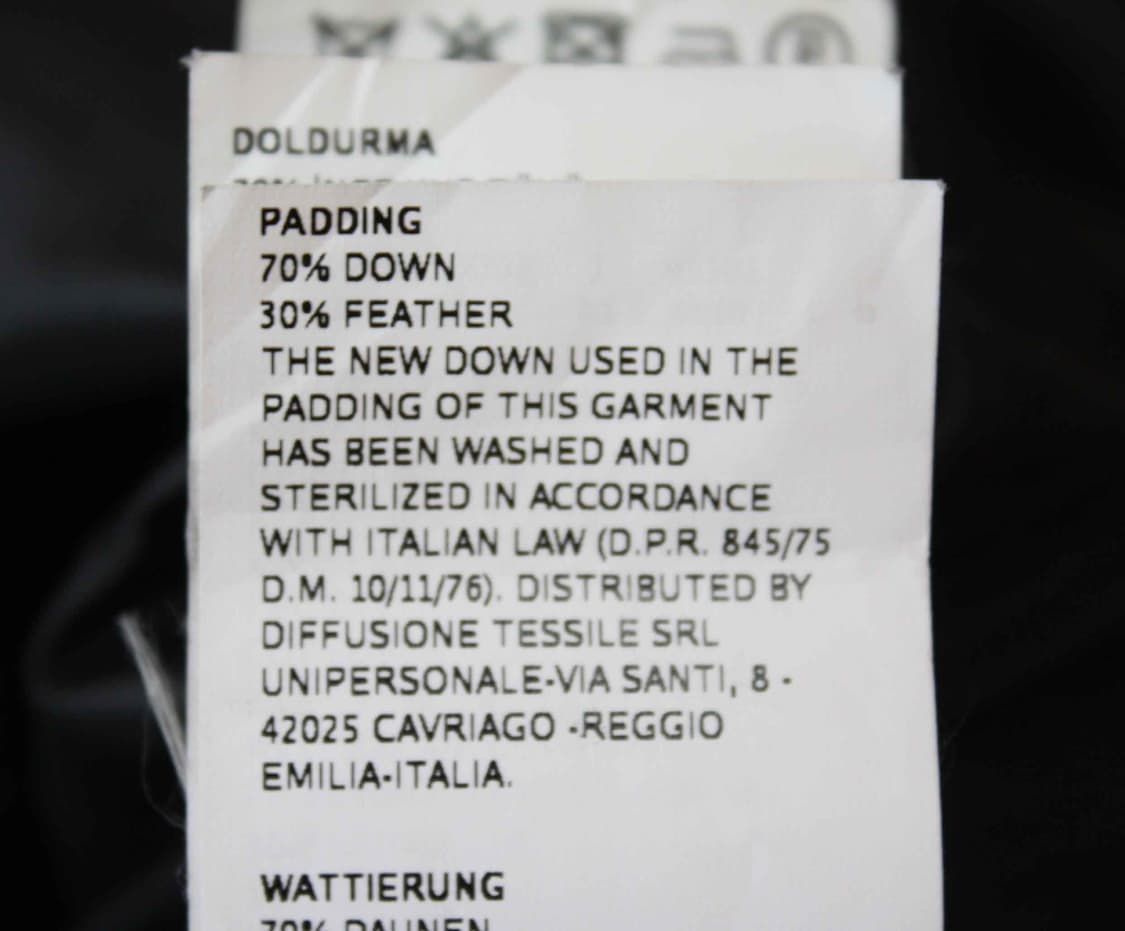 DOLDURMA
PADDING
70% DOWN
30% FEATHER
THE NEW DOWN USED IN THE
PADDING OF THIS GARMENT
HAS BEEN WASHED AND
STERILIZED IN ACCORDANCE
WITH ITALIAN LAW (D.P.R. 845/75
D.M. 10/11/76). DISTRIBUTED BY
DIFFUSIONE TESSILE SRL
UNIPERSONALE-VIA SANTI, 8 -
42025 CAVRIAGO -REGGIO
EMILIA-ITALIA.
WATTIERUNG
70% DAUNEN